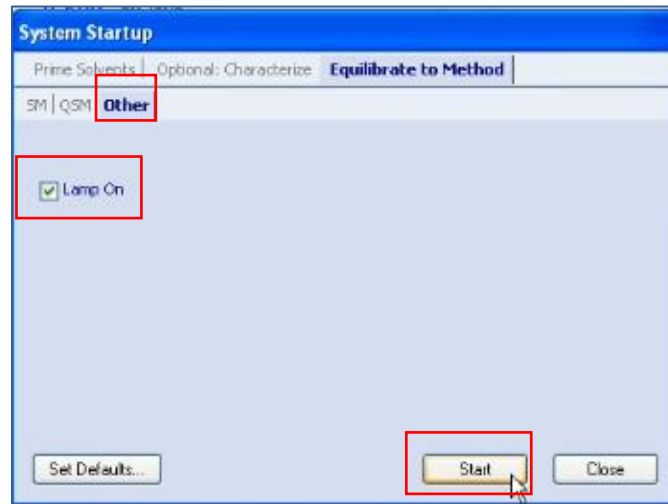 System Startup
Prime Solvents | Optional: Characterize | Equilibrate to Method
SM | QSM Other
Lamp On
Set Defaults... Start Close